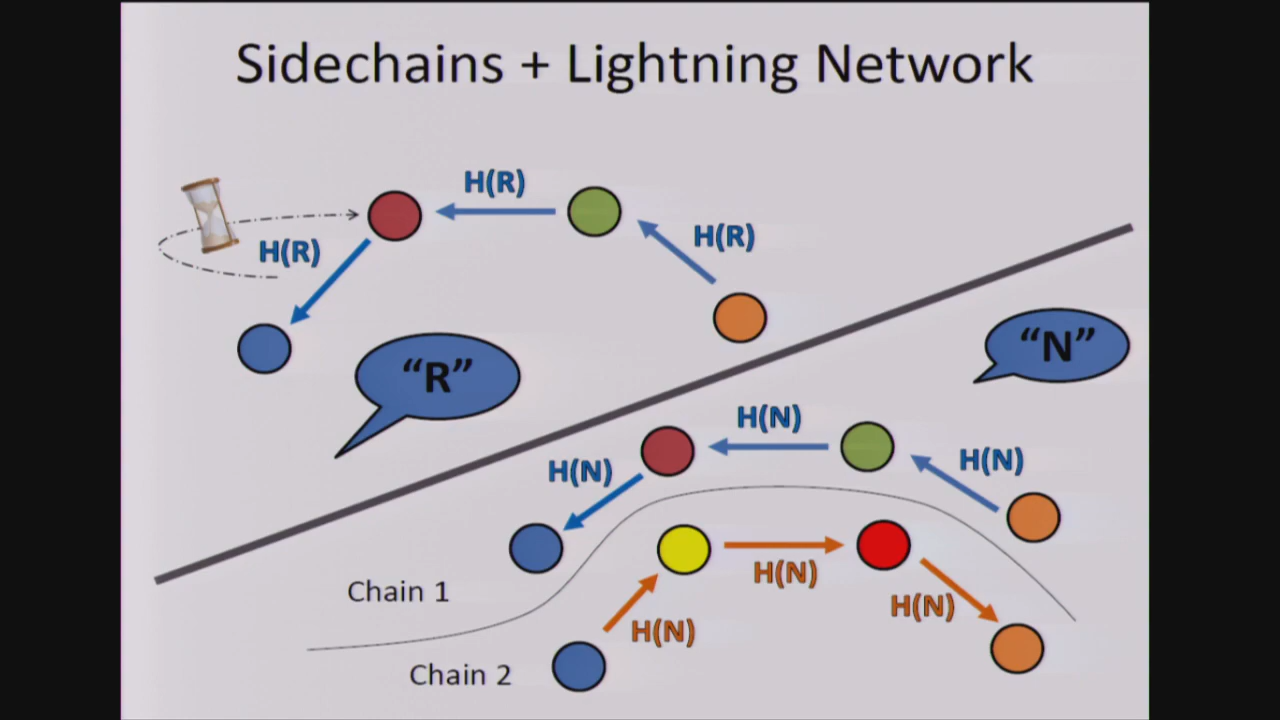 Sidechains + Lightning Network
H(R)
H(R)
H(R)
“R”
“N”
H(N)
H(N)
H(N)
Chain 1
H(N)
H(N)
H(N)
Chain 2